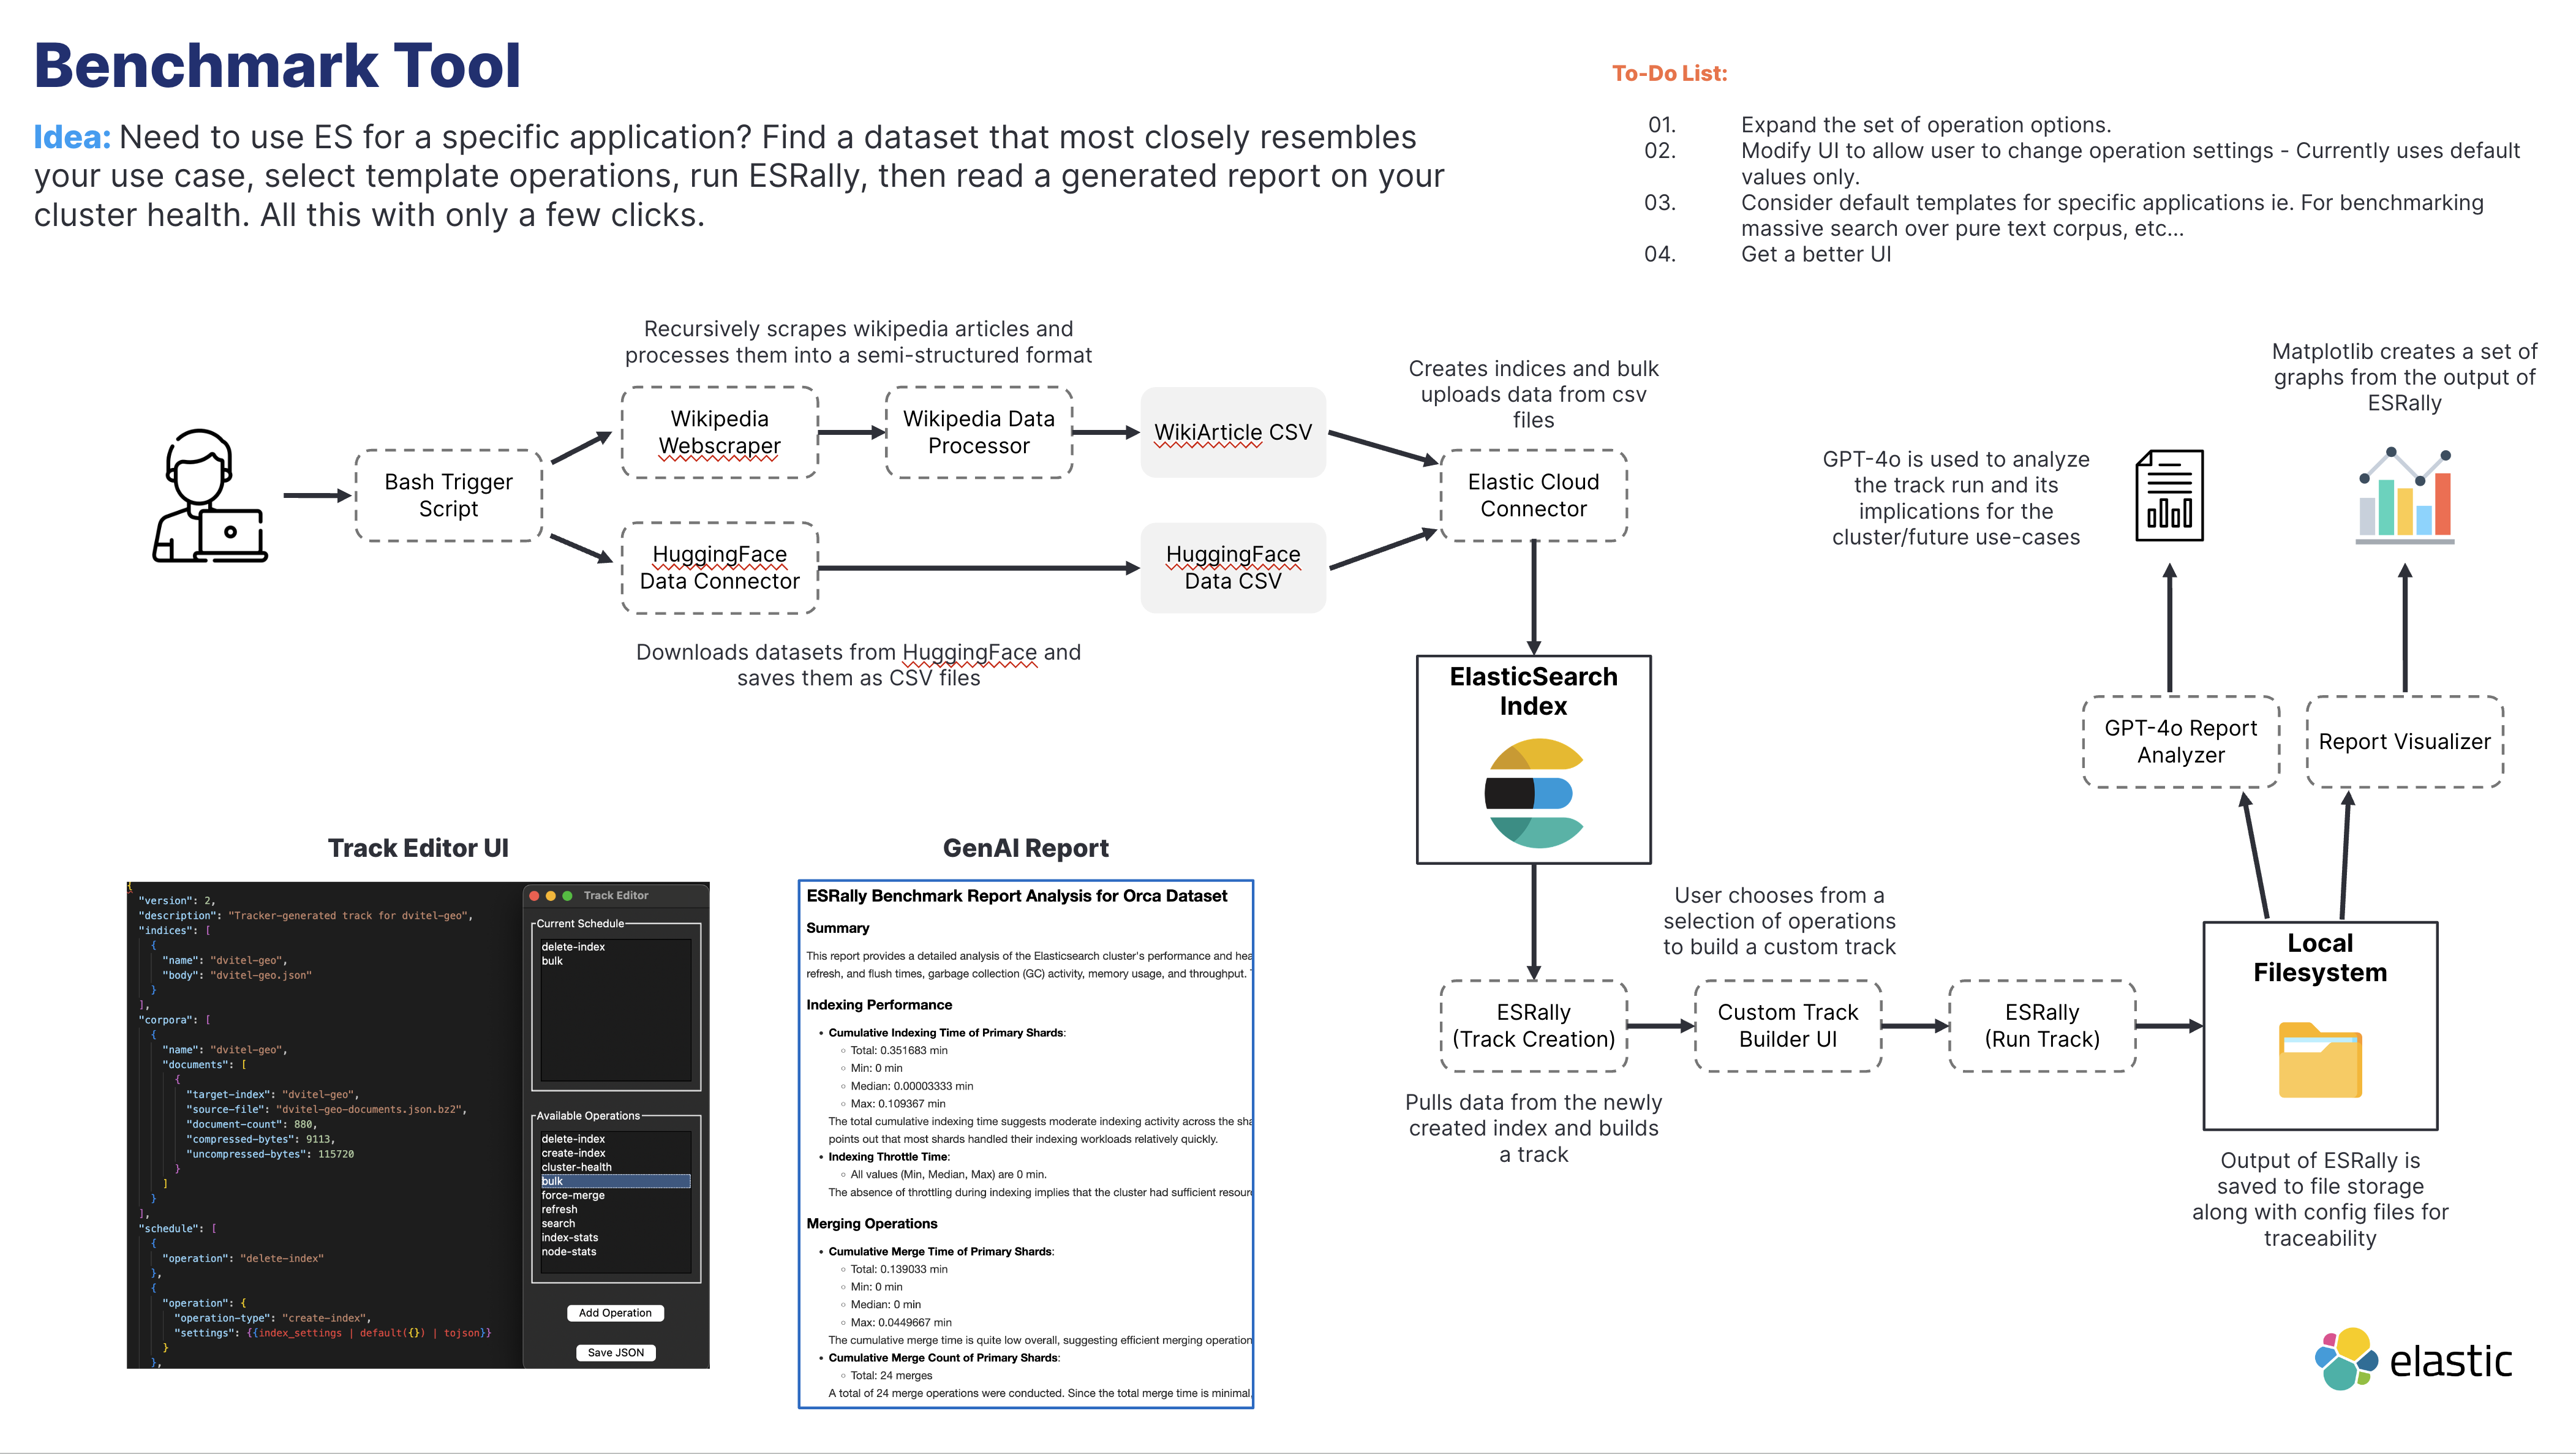 Benchmark Tool
Idea: Need to use ES for a specific application? Find a dataset that most closely resembles
your use case, select template operations, run ESRally, then read a generated report on your
cluster health. All this with only a few clicks.
To-Do List:
01. Expand the set of operation options.
02. Modify UI to allow user to change operation settings - Currently uses default
values only.
03. Consider default templates for specific applications ie. For benchmarking
massive search over pure text corpus, etc...
04. Get a better UI
Recursively scrapes wikipedia articles and
processes them into a semi-structured format
Bash Trigger
Script
Wikipedia
Webscraper
Wikipedia Data
Processor
WikiArticle CSV
HuggingFace
Data Connector
HuggingFace
Data CSV
Downloads datasets from HuggingFace and
saves them as CSV files
Creates indices and bulk
uploads data from csv
files
Elastic Cloud
Connector
ElasticSearch
Index
ESRally
(Track Creation)
Pulls data from the newly
created index and builds
a track
User chooses from a
selection of operations
to build a custom track
Custom Track
Builder UI
ESRally
(Run Track)
Local
Filesystem
Output of ESRally is
saved to file storage
along with config files for
traceability
GPT-4o Report
Analyzer
Report Visualizer
GPT-4o is used to analyze
the track run and its
implications for the
cluster/future use-cases
Matplotlib creates a set of
graphs from the output of
ESRally
Track Editor UI
{
"version": 2,
"description": "Tracker-generated track for dvitel-geo",
"indices": [
{
"name": "dvitel-geo",
"body": "dvitel-geo.json"
}
],
"corpora": [
{
"name": "dvitel-geo",
"documents": [
{
"target-index": "dvitel-geo",
"source-file": "dvitel-geo-documents.json.bz2",
"document-count": 880,
"compressed-bytes": 9113,
"uncompressed-bytes": 115720
}
]
}
],
"schedule": [
{
"operation": "delete-index"
},
{
"operation": {
"operation-type": "create-index",
"settings": {{index_settings | default({}) | tojson}}
}
},
Track Editor
Current Schedule
delete-index
bulk
Available Operations
delete-index
create-index
cluster-health
bulk
force-merge
refresh
search
index-stats
node-stats
Add Operation
Save JSON
GenAI Report
ESRally Benchmark Report Analysis for Orca Dataset
Summary
This report provides a detailed analysis of the Elasticsearch cluster's performance and hea
refresh, and flush times, garbage collection (GC) activity, memory usage, and throughput.
Indexing Performance
• Cumulative Indexing Time of Primary Shards:
○ Total: 0.351683 min
○ Min: 0 min
○ Median: 0.00003333 min
○ Max: 0.109367 min
The total cumulative indexing time suggests moderate indexing activity across the sha
points out that most shards handled their indexing workloads relatively quickly.
• Indexing Throttle Time:
○ All values (Min, Median, Max) are 0 min.
The absence of throttling during indexing implies that the cluster had sufficient resour
Merging Operations
• Cumulative Merge Time of Primary Shards:
○ Total: 0.139033 min
○ Min: 0 min
○ Median: 0 min
○ Max: 0.0449667 min
The cumulative merge time is quite low overall, suggesting efficient merging operation
• Cumulative Merge Count of Primary Shards:
○ Total: 24 merges
A total of 24 merge operations were conducted. Since the total merge time is minimal,
elastic